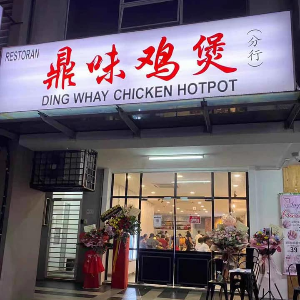 RESTORAN
鼎味鸡煲
(分行)
DING WHAY CHICKEN HOTPOT